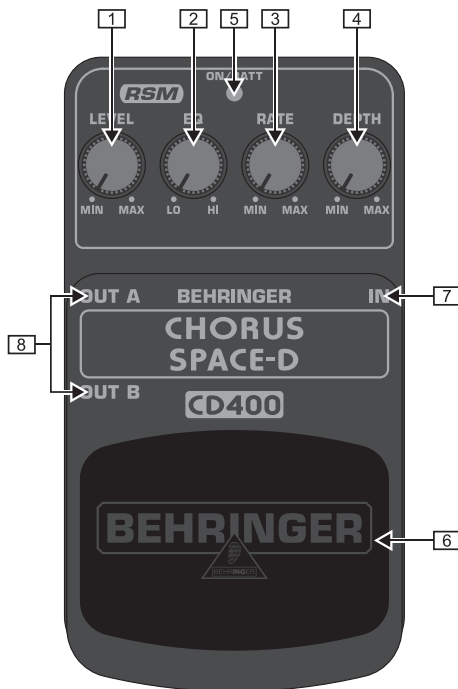 1 2 5 3 4
ON/BATT
RSM
LEVEL EQ RATE DEPTH
MIN MAX LO HI MIN MAX MIN MAX
OUT A BEHRINGER IN 7
8 CHORUS
SPACE-D
OUT B CD400
BEHRINGER 6
BEHRINGER